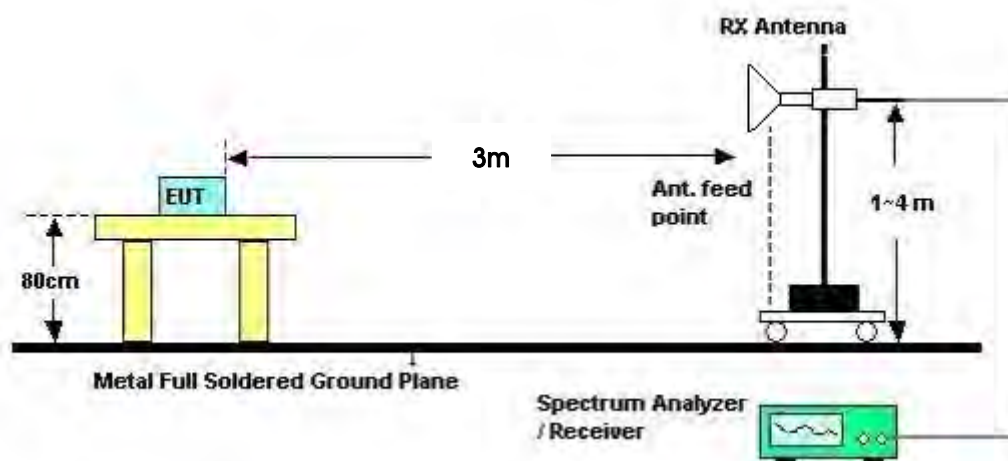 RX Antenna
3m
EUT
Ant. feed
point
1~4 m
80cm
Metal Full Soldered Ground Plane
Spectrum Analyzer
/ Receiver